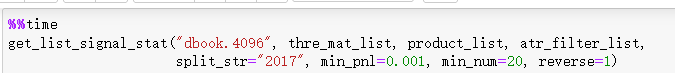 %%time
get_list_signal_stat("dbook.4096", thre_mat_list, product_list, atr_filter_list,
split_str="2017", min_pnl=0.001, min_num=20, reverse=1)